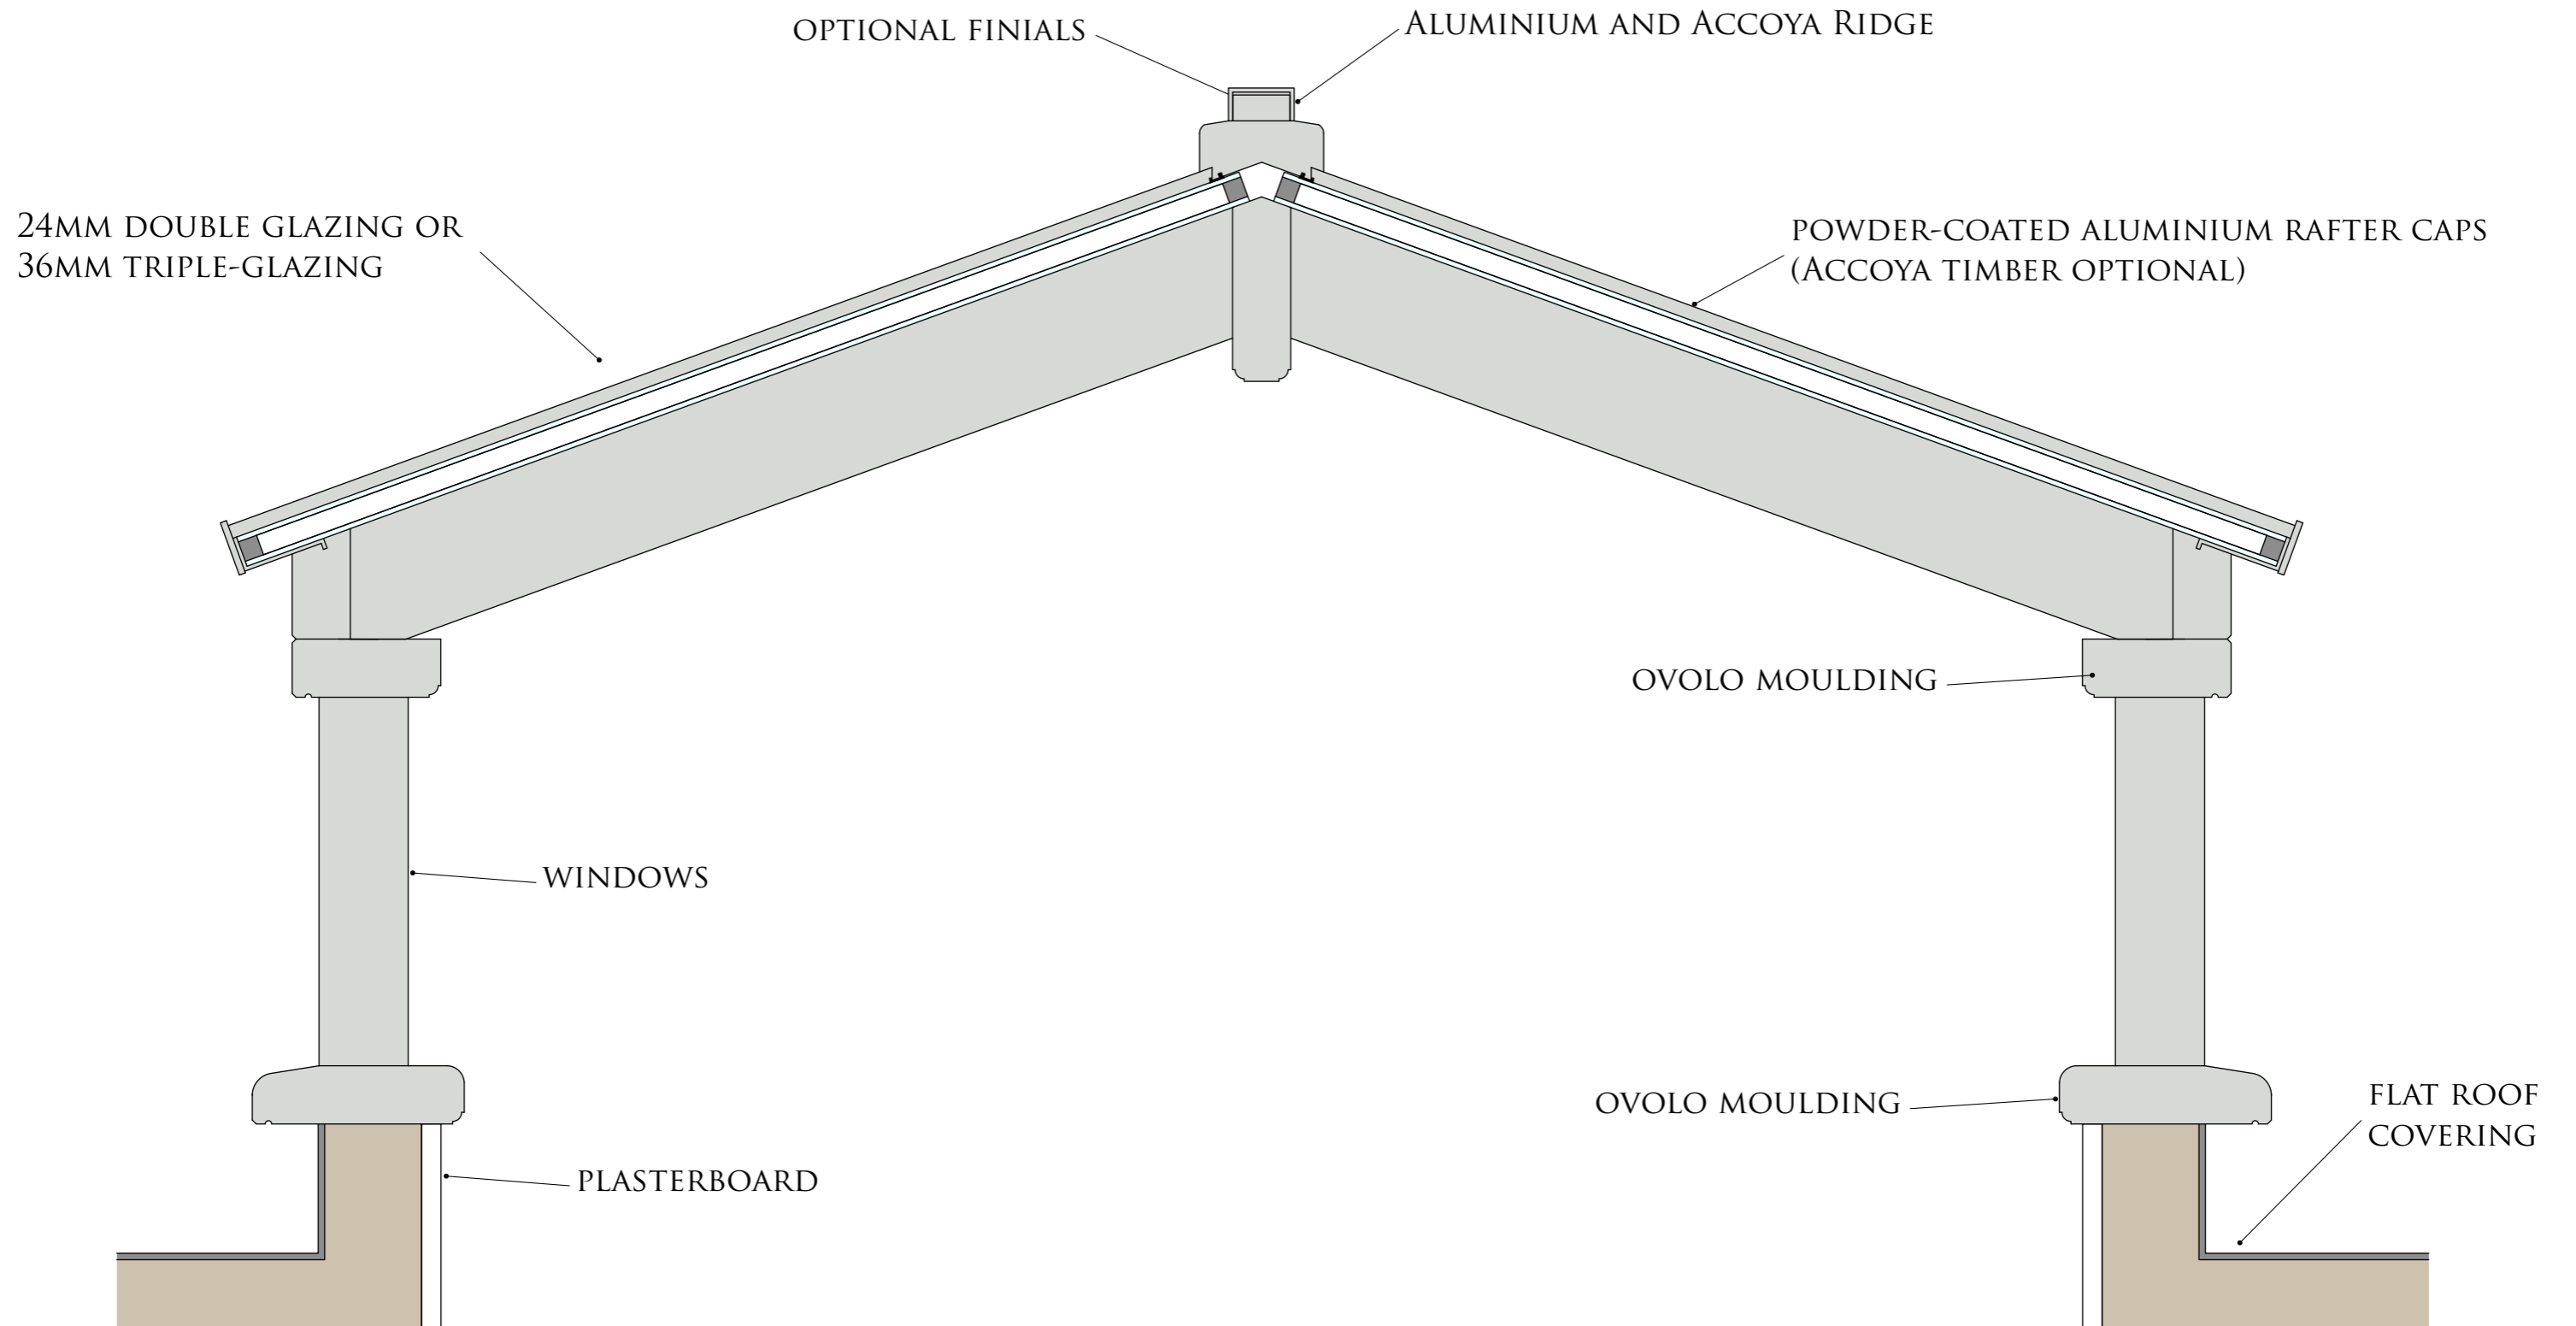 OPTIONAL FINIALS
ALUMINIUM AND ACCOYA RIDGE
24MM DOUBLE GLAZING OR
36MM TRIPLE-GLAZING
POWDER-COATED ALUMINIUM RAFTER CAPS
(ACCOYA TIMBER OPTIONAL)
OVOLO MOULDING
WINDOWS
OVOLO MOULDING
FLAT ROOF
COVERING
PLASTERBOARD